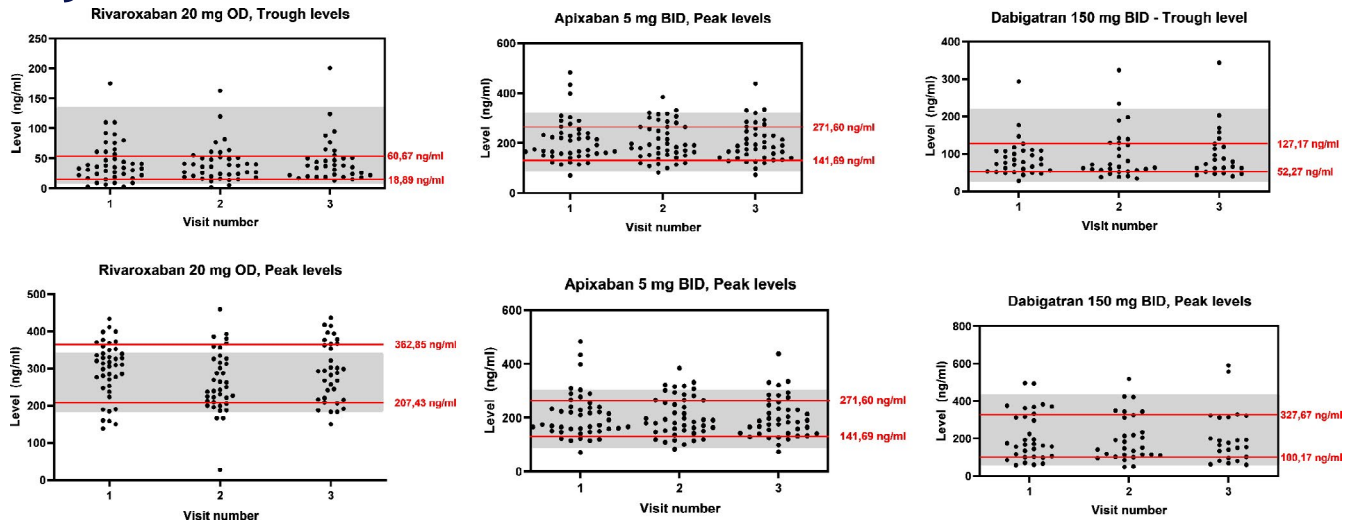 Rivaroxaban 20 mg OD, Trough levels
250
200
150
100
50
0
Level (ng/ml)
60,67 ng/ml
18,89 ng/ml
1 2 3
Visit number
Apixaban 5 mg BID, Peak levels
600
400
200
0
Level (ng/ml)
271,60 ng/ml
141,69 ng/ml
1 2 3
Visit number
Dabigatran 150 mg BID - Trough level
400
300
200
100
0
Level (ng/ml)
127,17 ng/ml
52,27 ng/ml
1 2 3
Visit number
Rivaroxaban 20 mg OD, Peak levels
500
400
300
200
100
0
Level (ng/ml)
362,85 ng/ml
207,43 ng/ml
1 2 3
Visit number
Apixaban 5 mg BID, Peak levels
600
400
200
0
Level (ng/ml)
271,60 ng/ml
141,69 ng/ml
1 2 3
Visit number
Dabigatran 150 mg BID, Peak levels
800
600
400
200
0
Level (ng/ml)
327,67 ng/ml
100,17 ng/ml
1 2 3
Visit number